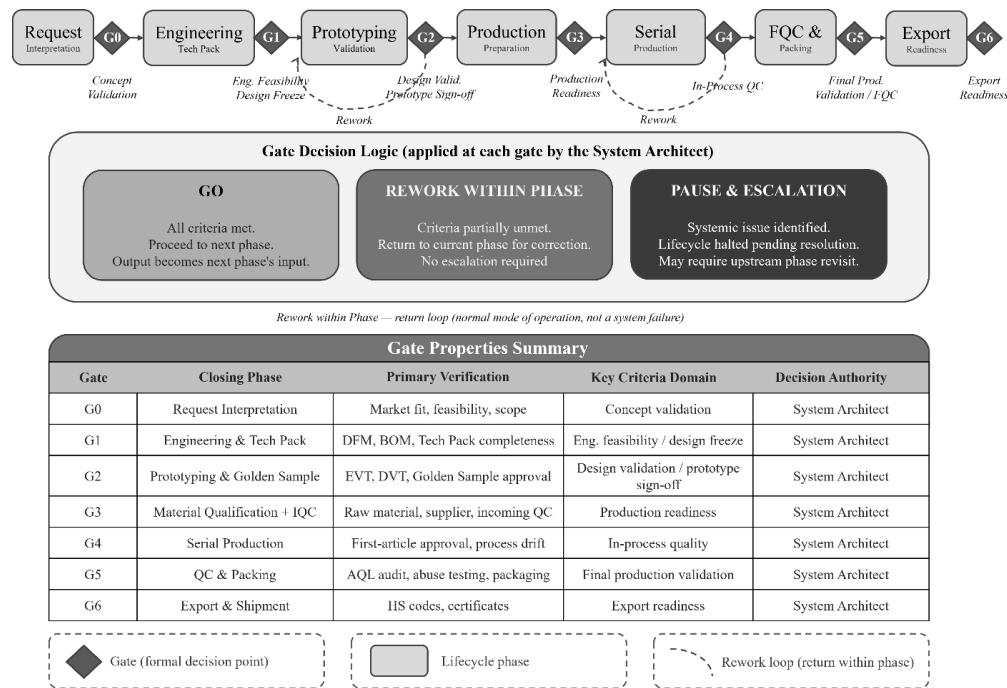 Request
Interpretation
G0
Engineering
Tech Pack
G1
Prototyping
Validation
G2
Production
Preparation
G3
Serial
Production
G4
FQC &
Packing
G5
Export
Readiness
G6
Concept
Validation
Eng. Feasibility
Design Freeze
Design Valid.
Prototype Sign-off
Production
Readiness
In-Process QC
Final Prod.
Validation / FQC
Export
Readiness
Rework
Rework
Gate Decision Logic (applied at each gate by the System Architect)
GO
All criteria met.
Proceed to next phase.
Output becomes next phase's input.
REWORK WITHIN PHASE
Criteria partially unmet.
Return to current phase for correction.
No escalation required
PAUSE & ESCALATION
Systemic issue identified.
Lifecycle halted pending resolution.
May require upstream phase revisit.
Rework within Phase — return loop (normal mode of operation, not a system failure)
Gate Properties Summary
Gate Closing Phase Primary Verification Key Criteria Domain Decision Authority
G0 Request Interpretation Market fit, feasibility, scope Concept validation System Architect
G1 Engineering & Tech Pack DFM, BOM, Tech Pack completeness Eng. feasibility / design freeze System Architect
G2 Prototyping & Golden Sample EVT, DVT, Golden Sample approval Design validation / prototype sign-off System Architect
G3 Material Qualification + IQC Raw material, supplier, incoming QC Production readiness System Architect
G4 Serial Production First-article approval, process drift In-process quality System Architect
G5 QC & Packing AQL audit, abuse testing, packaging Final production validation System Architect
G6 Export & Shipment HS codes, certificates Export readiness System Architect
Gate (formal decision point)
Lifecycle phase
Rework loop (return within phase)